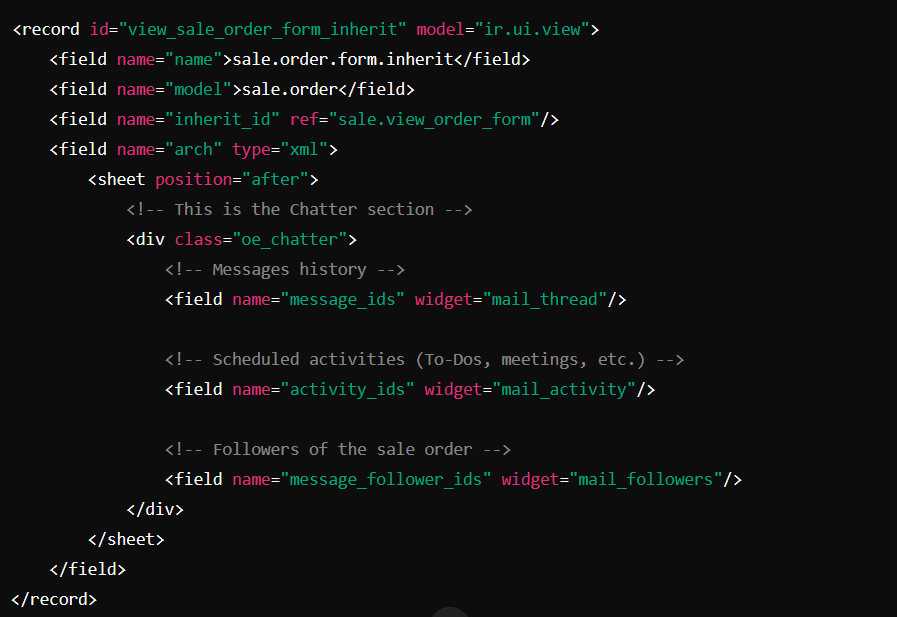 <record id="view_sale_order_form_inherit" model="ir.ui.view">
    <field name="name">sale.order.form.inherit</field>
    <field name="model">sale.order</field>
    <field name="inherit_id" ref="sale.view_order_form"/>
    <field name="arch" type="xml">
        <sheet position="after">
            <!-- This is the Chatter section -->
            <div class="oe_chatter">
                <!-- Messages history -->
                <field name="message_ids" widget="mail_thread"/>

                <!-- Scheduled activities (To-Dos, meetings, etc.) -->
                <field name="activity_ids" widget="mail_activity"/>

                <!-- Followers of the sale order -->
                <field name="message_follower_ids" widget="mail_followers"/>
            </div>
        </sheet>
    </field>
</record>